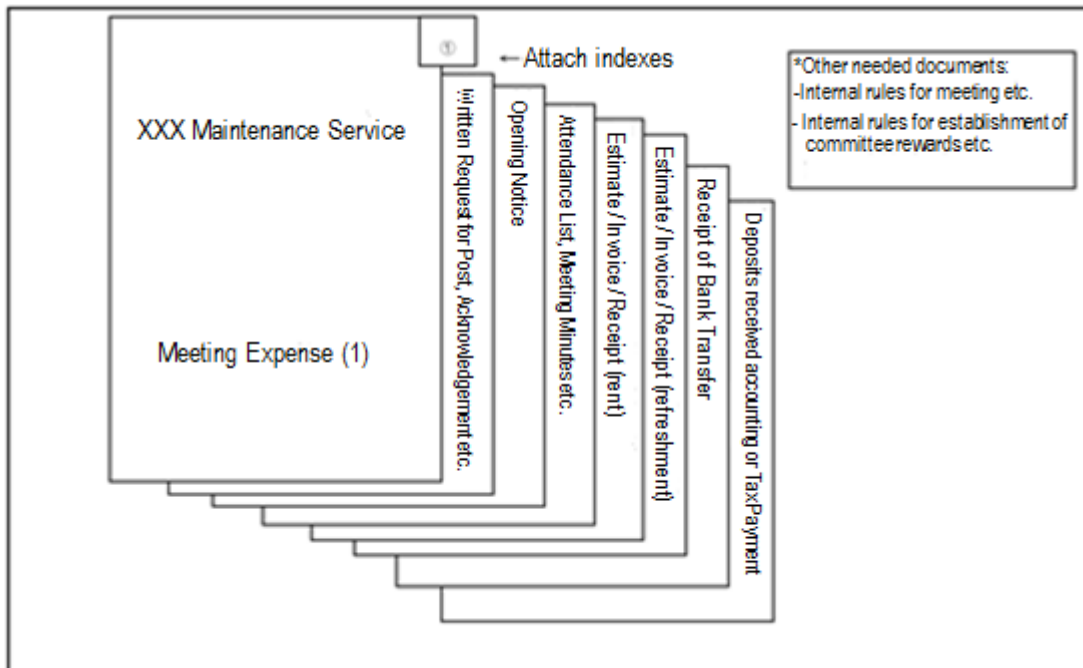 ①
← Attach indexes
XXX Maintenance Service
Meeting Expense (1)
Written Request for Post, Acknowledgement etc.
Opening Notice
Attendance List, Meeting Minutes etc.
Estimate / Invoice / Receipt (rent)
Estimate / Invoice / Receipt (refreshment)
Receipt of Bank Transfer
Deposits received accounting or Tax Payment
*Other needed documents:
-Internal rules for meeting etc.
- Internal rules for establishment of
committee rewards etc.